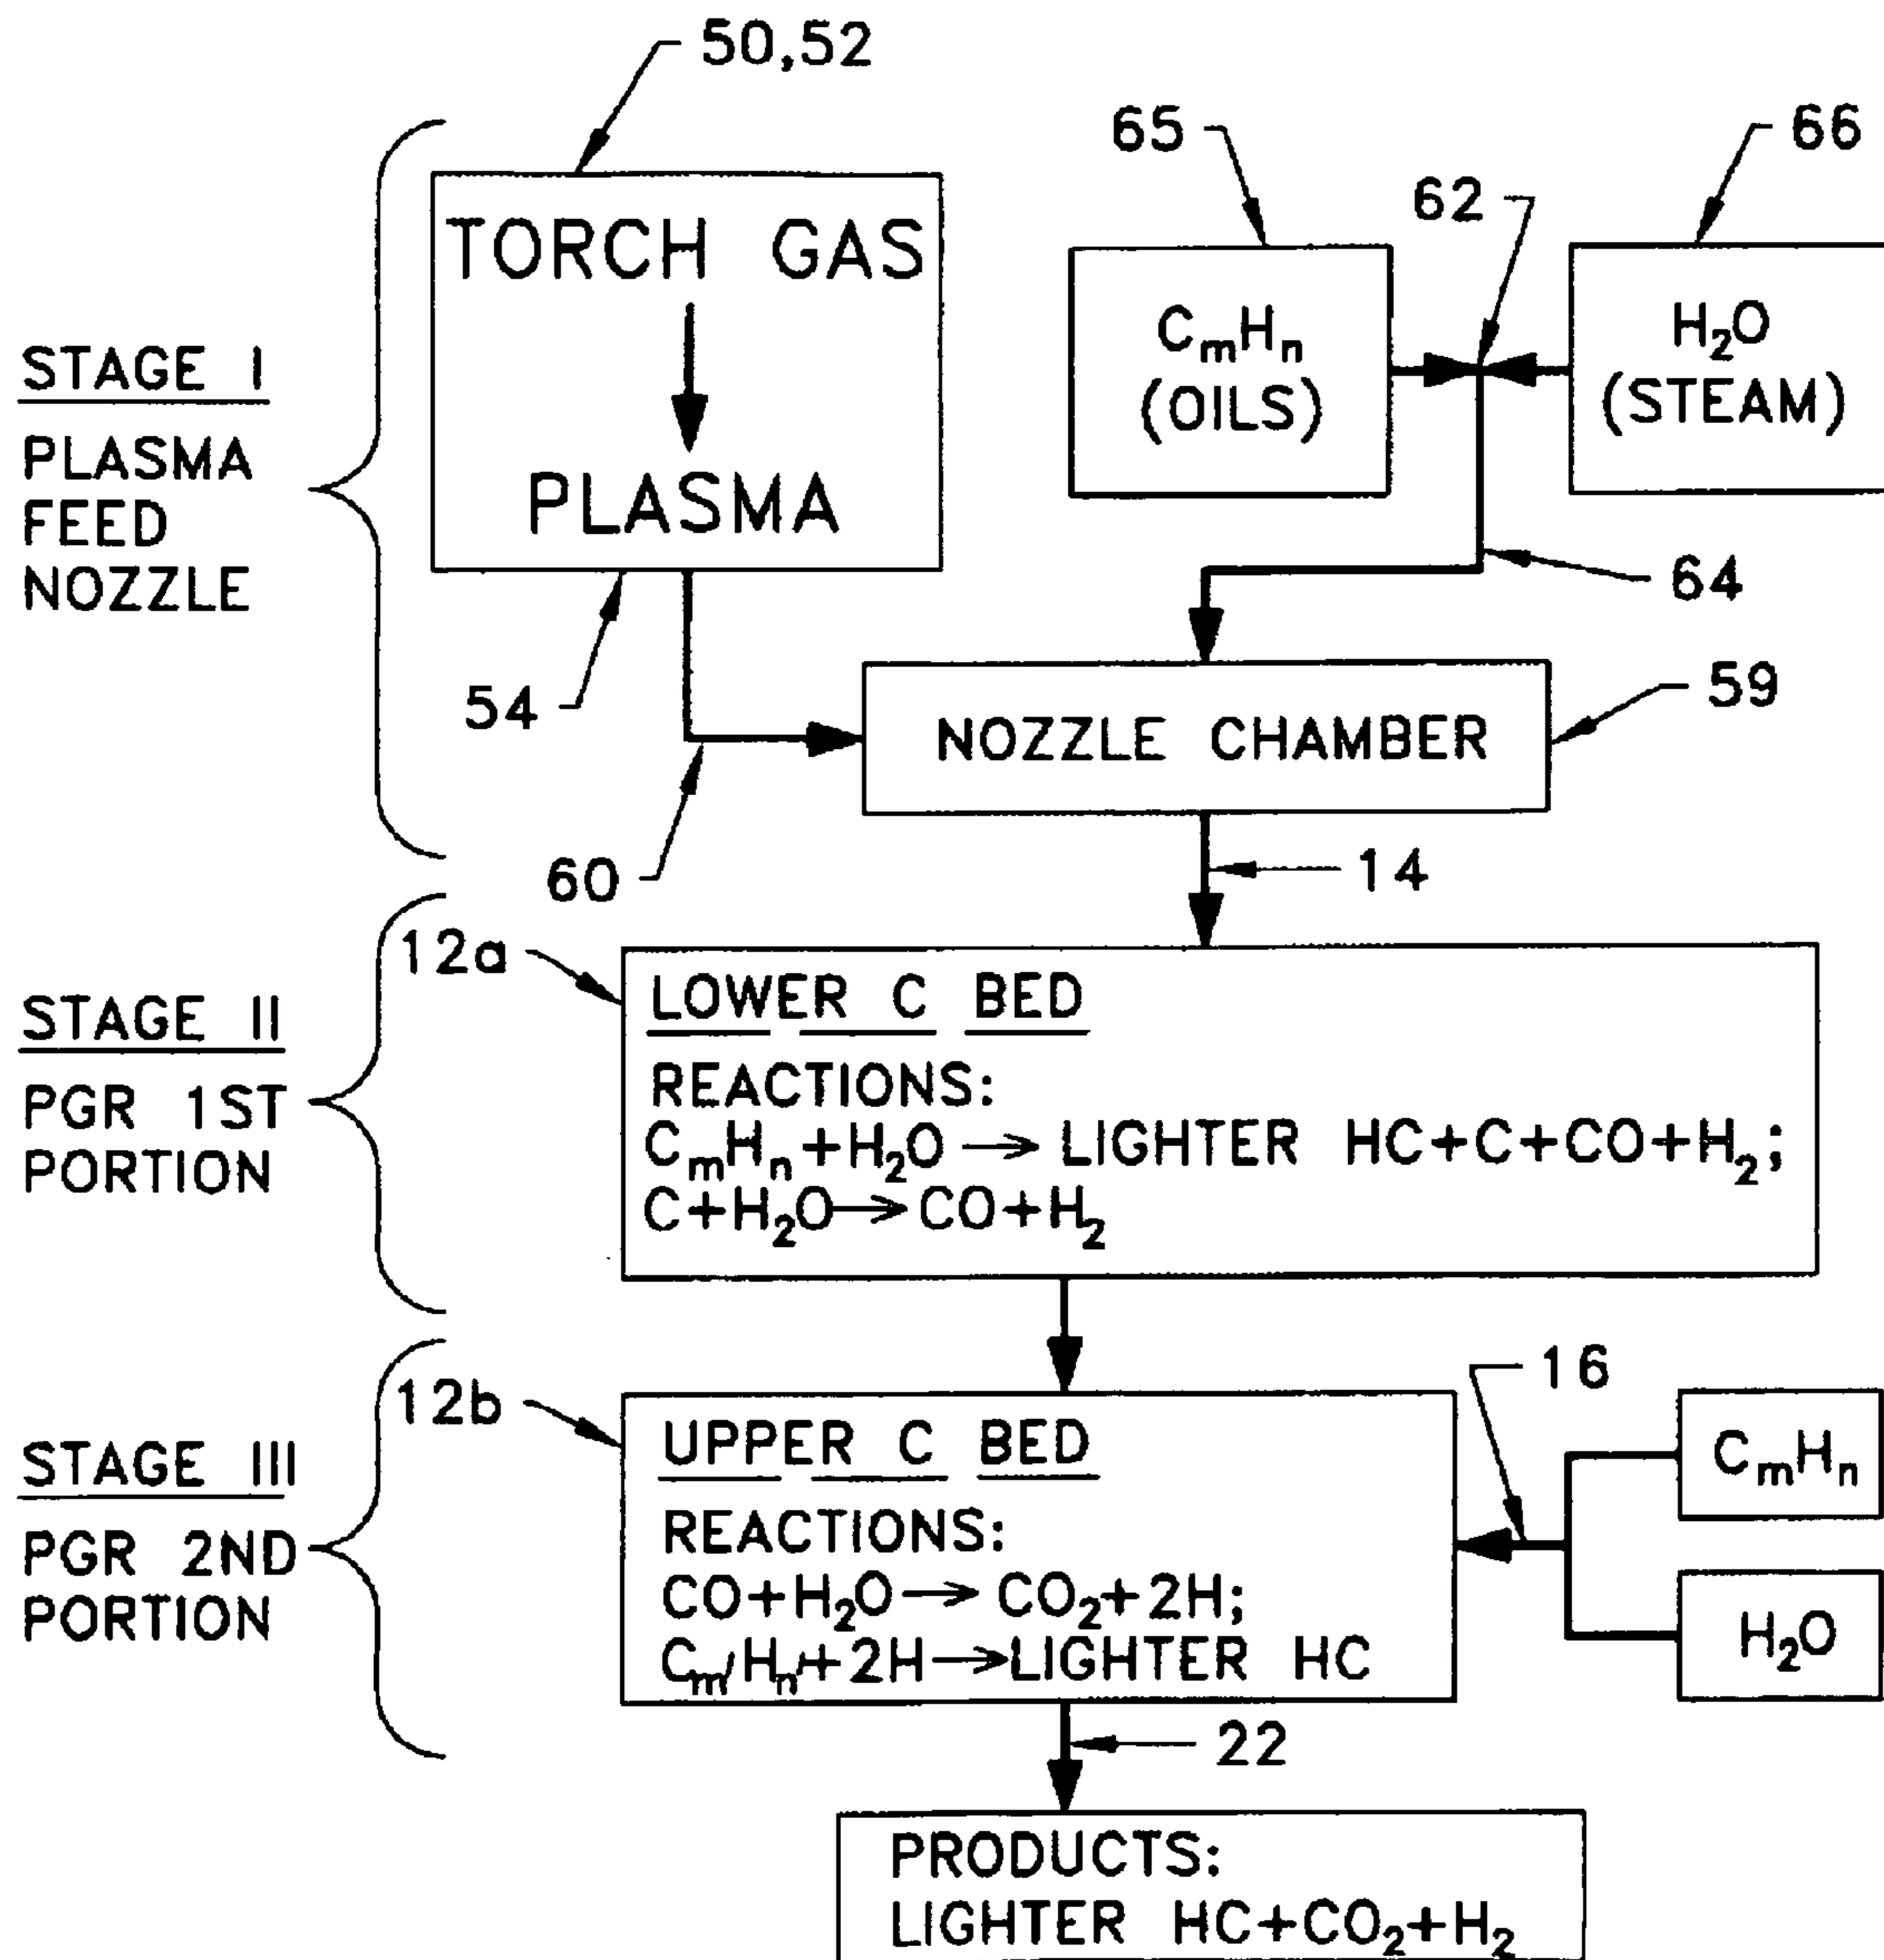 50,52
65
66
62
TORCH GAS
PLASMA
CₘHₙ
(OILS)
H₂O
(STEAM)
STAGE I
PLASMA
FEED
NOZZLE
64
54
59
NOZZLE CHAMBER
60
14
12a
STAGE II
PGR 1ST
PORTION
LOWER C BED
REACTIONS:
CₘHₙ+H₂O → LIGHTER HC+C+CO+H₂;
C+H₂O→CO+H₂
16
12b
STAGE III
PGR 2ND
PORTION
UPPER C BED
REACTIONS:
CO+H₂O→ CO₂+2H;
Cₘ′Hₙ′+2H→LIGHTER HC
CₘHₙ
H₂O
22
PRODUCTS:
LIGHTER HC+CO₂+H₂